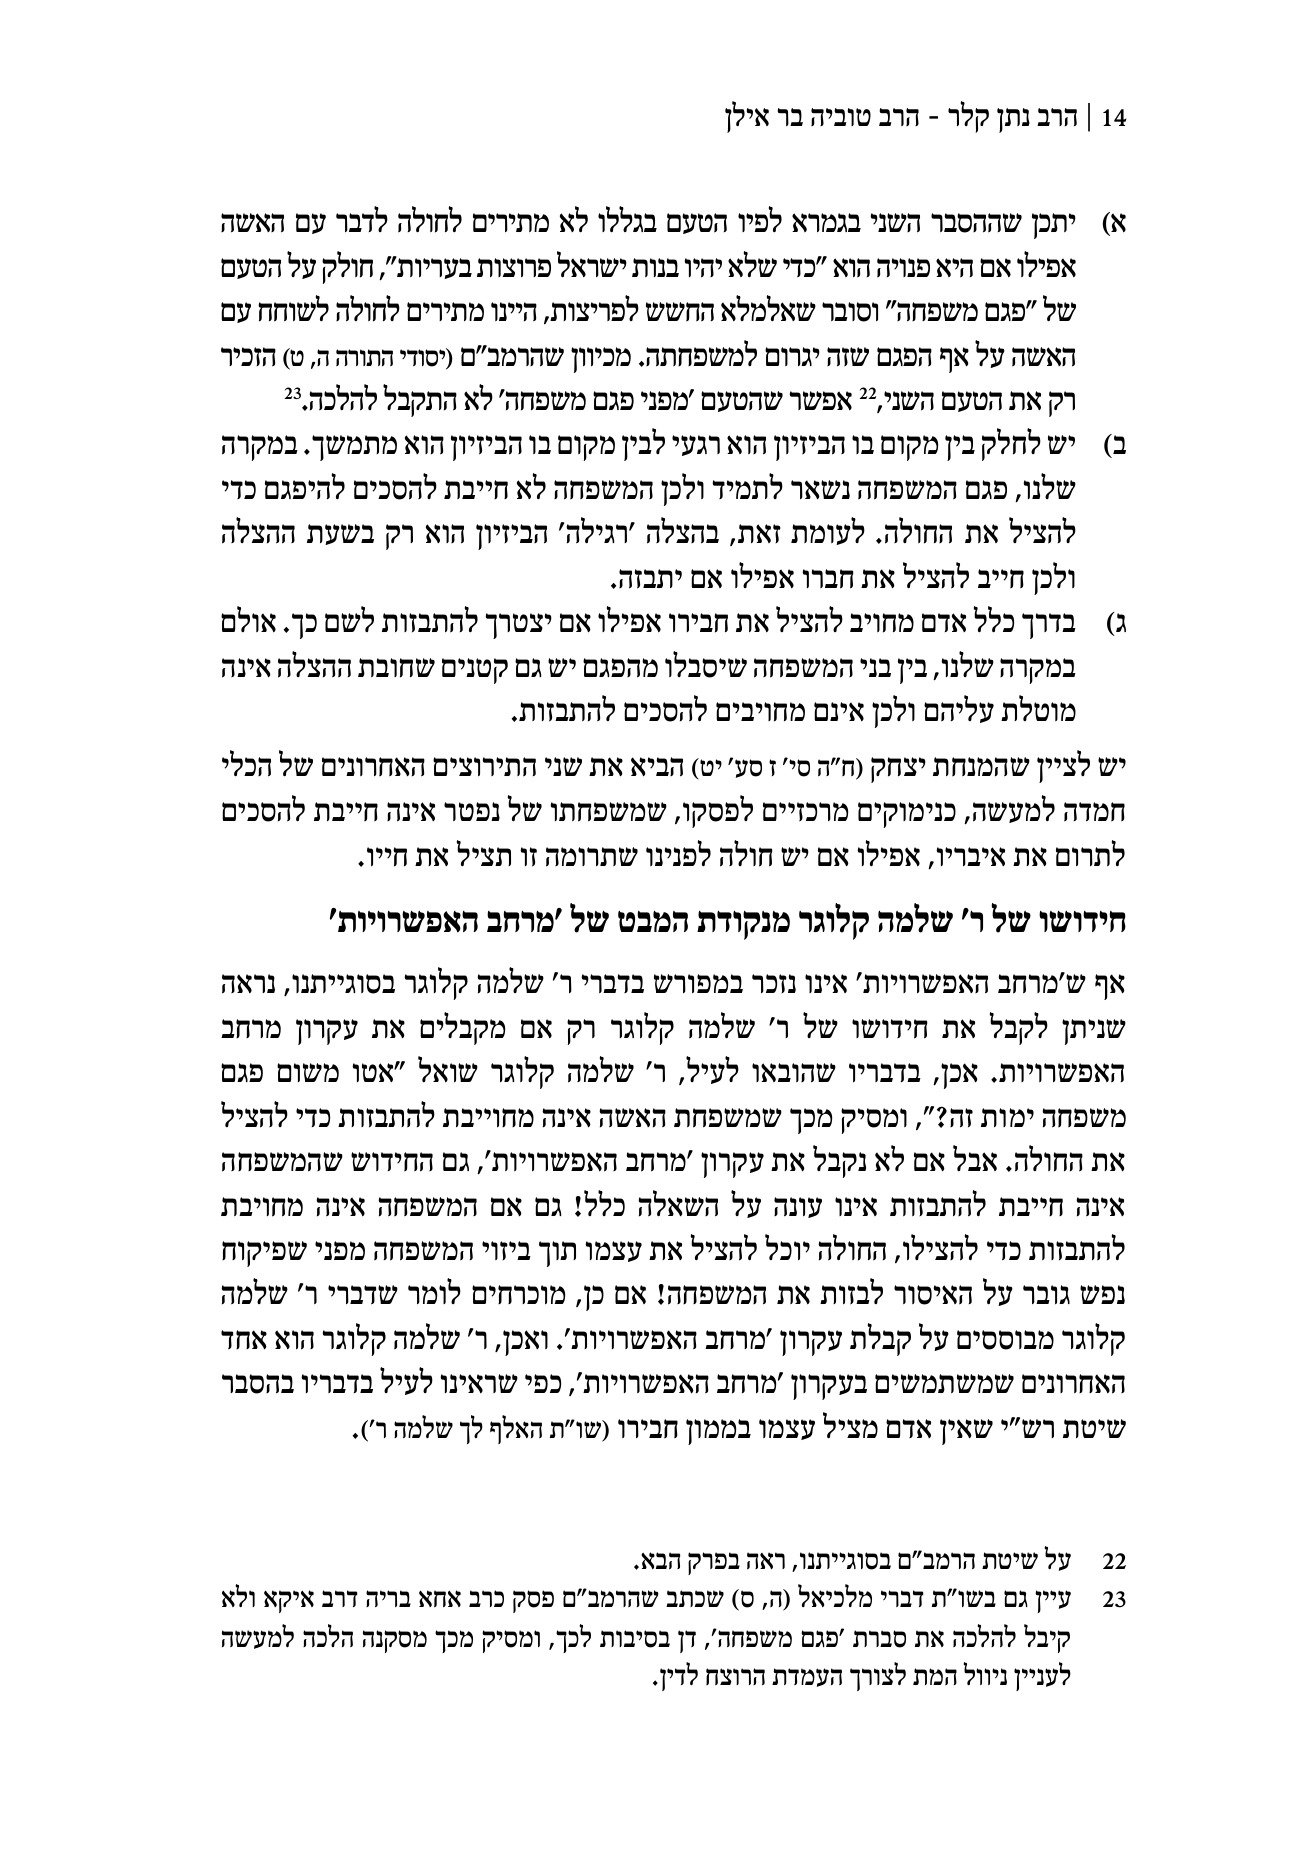 14 | הרב נתן קלר - הרב טוביה בר אילן
א) יתכן שההסבר השני בגמרא לפיו הטעם בגללו לא מתירים לחולה לדבר עם האשה
אפילו אם היא פנויה הוא "כדי שלא יהיו בנות ישראל פרוצות בעריות", חולק על הטעם
של "פגם משפחה" וסובר שאלמלא החשש לפריצות, היינו מתירים לחולה לשוחח עם
האשה על אף הפגם שזה יגרום למשפחתה. מכיוון שהרמב"ם (יסודי התורה ה, ט) הזכיר
רק את הטעם השני,22 אפשר שהטעם 'מפני פגם משפחה' לא התקבל להלכה.23
ב) יש לחלק בין מקום בו הביזיון הוא רגעי לבין מקום בו הביזיון הוא מתמשך. במקרה
שלנו, פגם המשפחה נשאר לתמיד ולכן המשפחה לא חייבת להסכים להיפגם כדי
להציל את החולה. לעומת זאת, בהצלה 'רגילה' הביזיון הוא רק בשעת ההצלה
ולכן חייב להציל את חברו אפילו אם יתבזה.
ג) בדרך כלל אדם מחויב להציל את חבירו אפילו אם יצטרך להתבזות לשם כך. אולם
במקרה שלנו, בין בני המשפחה שיסבלו מהפגם יש גם קטנים שחובת ההצלה אינה
מוטלת עליהם ולכן אינם מחויבים להסכים להתבזות.
יש לציין שהמנחת יצחק (ח"ה סי' ז סע' יט) הביא את שני התירוצים האחרונים של הכלי
חמדה למעשה, כנימוקים מרכזיים לפסקו, שמשפחתו של נפטר אינה חייבת להסכים
לתרום את איבריו, אפילו אם יש חולה לפנינו שתרומה זו תציל את חייו.
חידושו של ר' שלמה קלוגר מנקודת המבט של 'מרחב האפשרויות'
אף ש'מרחב האפשרויות' אינו נזכר במפורש בדברי ר' שלמה קלוגר בסוגייתנו, נראה
שניתן לקבל את חידושו של ר' שלמה קלוגר רק אם מקבלים את עקרון מרחב
האפשרויות. אכן, בדבריו שהובאו לעיל, ר' שלמה קלוגר שואל "אטו משום פגם
משפחה ימות זה?", ומסיק מכך שמשפחת האשה אינה מחוייבת להתבזות כדי להציל
את החולה. אבל אם לא נקבל את עקרון 'מרחב האפשרויות', גם החידוש שהמשפחה
אינה חייבת להתבזות אינו עונה על השאלה כלל! גם אם המשפחה אינה מחויבת
להתבזות כדי להצילו, החולה יוכל להציל את עצמו תוך ביזוי המשפחה מפני שפיקוח
נפש גובר על האיסור לבזות את המשפחה! אם כן, מוכרחים לומר שדברי ר' שלמה
קלוגר מבוססים על קבלת עקרון 'מרחב האפשרויות'. ואכן, ר' שלמה קלוגר הוא אחד
האחרונים שמשתמשים בעקרון 'מרחב האפשרויות', כפי שראינו לעיל בדבריו בהסבר
שיטת רש"י שאין אדם מציל עצמו בממון חבירו (שו"ת האלף לך שלמה ר').
22 על שיטת הרמב"ם בסוגייתנו, ראה בפרק הבא.
23 עיין גם בשו"ת דברי מלכיאל (ה, ס) שכתב שהרמב"ם פסק כרב אחא בריה דרב איקא ולא
קיבל להלכה את סברת 'פגם משפחה', דן בסיבות לכך, ומסיק מכך מסקנה הלכה למעשה
לעניין ניוול המת לצורך העמדת הרוצח לדין.